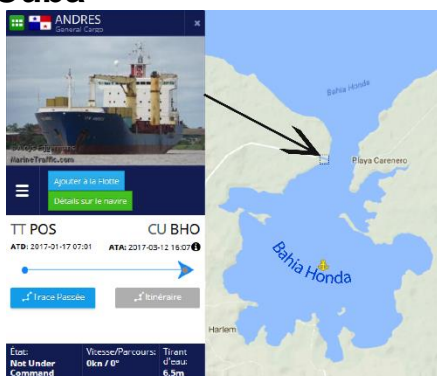 ANDRES
General Cargo
MarineTraffic.com
Ajouter à la Flotte
Détails sur le navire
TT POS CU BHO
ATD: 2017-01-17 07:01 ATA: 2017-03-12 16:07
Trace Passée Itinéraire
État: Vitesse/Parcours: Tirant d'eau:
Not Under Command 0kn / 0° 6.5m
Bahia Honda
Playa Carenero
Bahia Honda
Harlem